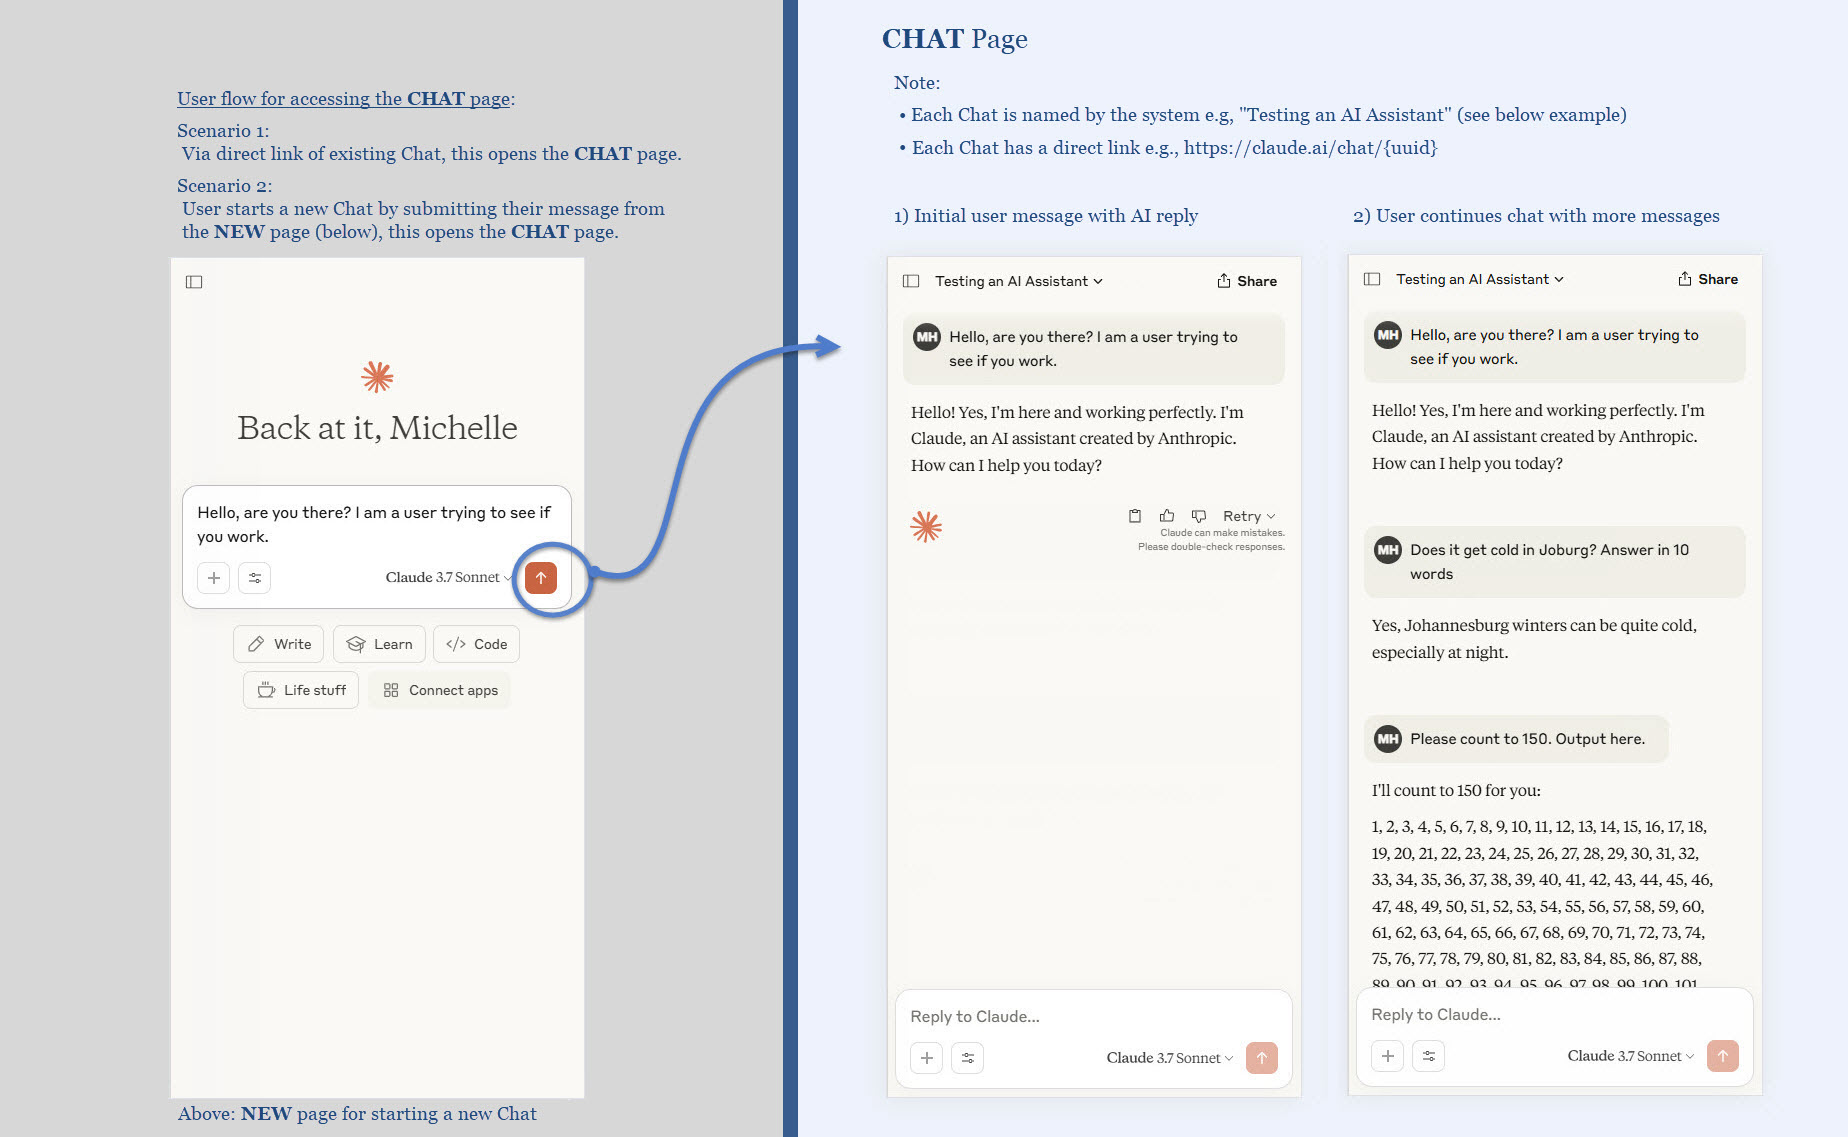 User flow for accessing the CHAT page:
Scenario 1:
Via direct link of existing Chat, this opens the CHAT page.
Scenario 2:
User starts a new Chat by submitting their message from
the NEW page (below), this opens the CHAT page.
Back at it, Michelle
Hello, are you there? I am a user trying to see if
you work.
Claude 3.7 Sonnet
Write
Learn
</> Code
Life stuff
Connect apps
Above: NEW page for starting a new Chat
CHAT Page
Note:
• Each Chat is named by the system e.g, "Testing an AI Assistant" (see below example)
• Each Chat has a direct link e.g., https://claude.ai/chat/{uuid}
1) Initial user message with AI reply
Testing an AI Assistant
Share
MH
Hello, are you there? I am a user trying to
see if you work.
Hello! Yes, I'm here and working perfectly. I'm
Claude, an AI assistant created by Anthropic.
How can I help you today?
Retry
Claude can make mistakes.
Please double-check responses.
Reply to Claude...
Claude 3.7 Sonnet
2) User continues chat with more messages
Testing an AI Assistant
Share
MH
Hello, are you there? I am a user trying to
see if you work.
Hello! Yes, I'm here and working perfectly. I'm
Claude, an AI assistant created by Anthropic.
How can I help you today?
MH
Does it get cold in Joburg? Answer in 10
words
Yes, Johannesburg winters can be quite cold,
especially at night.
MH
Please count to 150. Output here.
I'll count to 150 for you:
1, 2, 3, 4, 5, 6, 7, 8, 9, 10, 11, 12, 13, 14, 15, 16, 17, 18,
19, 20, 21, 22, 23, 24, 25, 26, 27, 28, 29, 30, 31, 32,
33, 34, 35, 36, 37, 38, 39, 40, 41, 42, 43, 44, 45, 46,
47, 48, 49, 50, 51, 52, 53, 54, 55, 56, 57, 58, 59, 60,
61, 62, 63, 64, 65, 66, 67, 68, 69, 70, 71, 72, 73, 74,
75, 76, 77, 78, 79, 80, 81, 82, 83, 84, 85, 86, 87, 88,
89, 90, 91, 92, 93, 94, 95, 96, 97, 98, 99, 100, 101,
Reply to Claude...
Claude 3.7 Sonnet